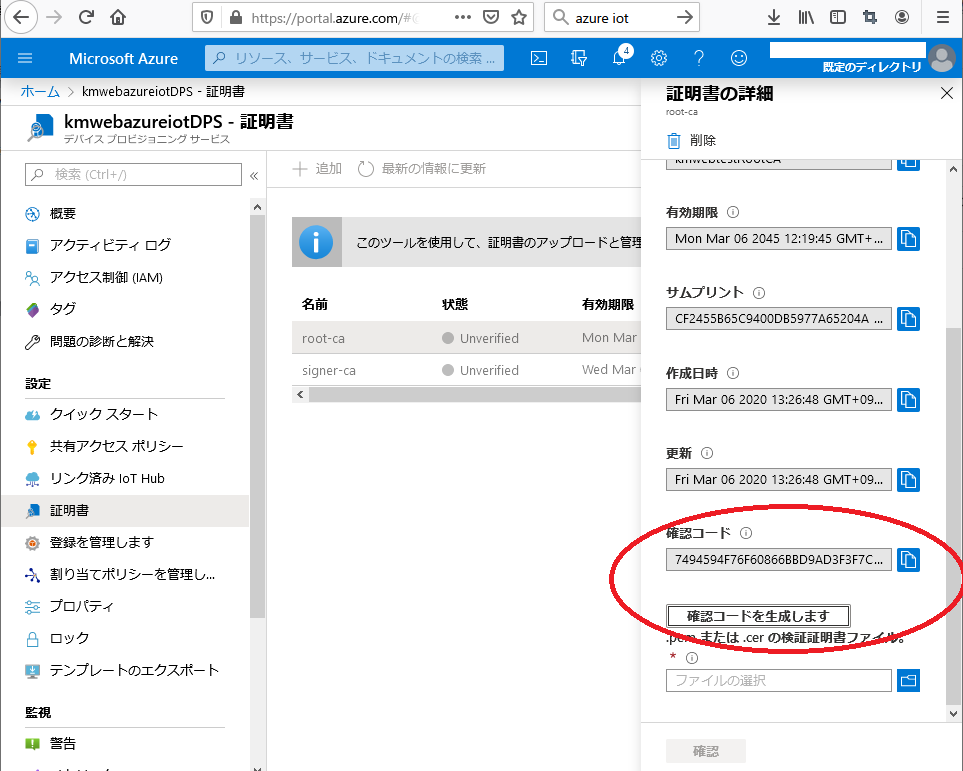 https://portal.azure.com/#@
azure iot
Microsoft Azure
リソース、サービス、ドキュメントの検索 ...
4
既定のディレクトリ
ホーム > kmwebazureiotDPS - 証明書
kmwebazureiotDPS - 証明書
デバイス プロビジョニング サービス
検索 (Ctrl+/)
概要
アクティビティ ログ
アクセス制御 (IAM)
タグ
問題の診断と解決
設定
クイック スタート
共有アクセス ポリシー
リンク済み IoT Hub
証明書
登録を管理します
割り当てポリシーを管理し...
プロパティ
ロック
テンプレートのエクスポート
監視
警告
追加
最新の情報に更新
このツールを使用して、証明書のアップロードと管理
名前 状態 有効期限
root-ca Unverified Mon Mar
signer-ca Unverified Wed Mar
証明書の詳細
root-ca
削除
kmwebtestRootCA
有効期限
Mon Mar 06 2045 12:19:45 GMT+...
サムプリント
CF2455B65C9400DB5977A65204A ...
作成日時
Fri Mar 06 2020 13:26:48 GMT+09...
更新
Fri Mar 06 2020 13:26:48 GMT+09...
確認コード
7494594F76F60866BBD9AD3F3F7C...
確認コードを生成します
.pem または .cer の検証証明書ファイル。
*
ファイルの選択
確認